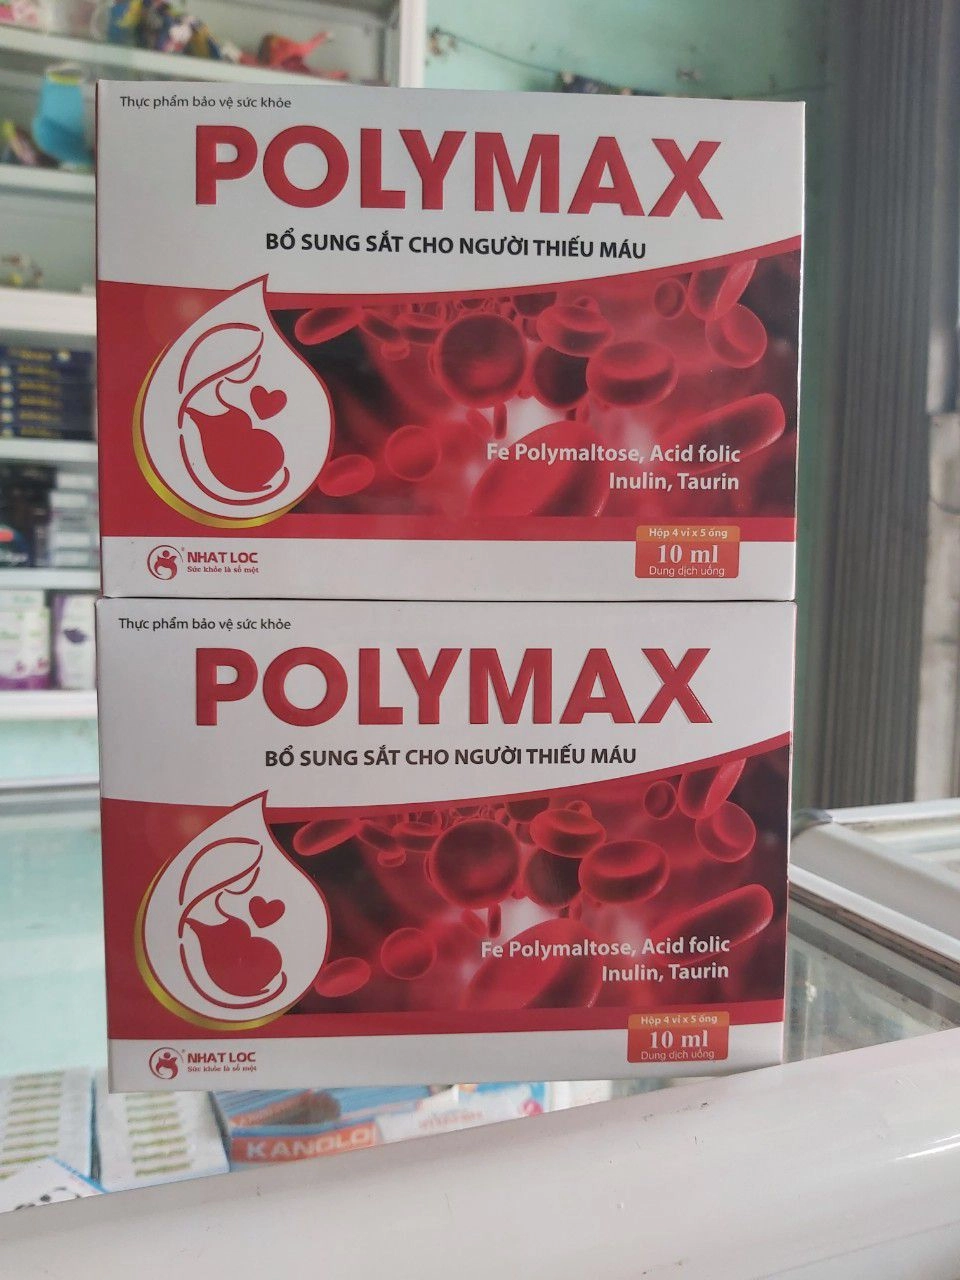 Thực phẩm bảo vệ sức khỏe
POLYMAX
BỔ SUNG SẮT CHO NGƯỜI THIẾU MÁU
Fe Polymaltose, Acid folic
Inulin, Taurin
Hộp 4 vỉ x 5 ống
10 ml
Dung dịch uống
NHAT LOC
Sức khỏe là số một
Thực phẩm bảo vệ sức khỏe
POLYMAX
BỔ SUNG SẮT CHO NGƯỜI THIẾU MÁU
Fe Polymaltose, Acid folic
Inulin, Taurin
Hộp 4 vỉ x 5 ống
10 ml
Dung dịch uống
NHAT LOC
Sức khỏe là số một
KANOLO